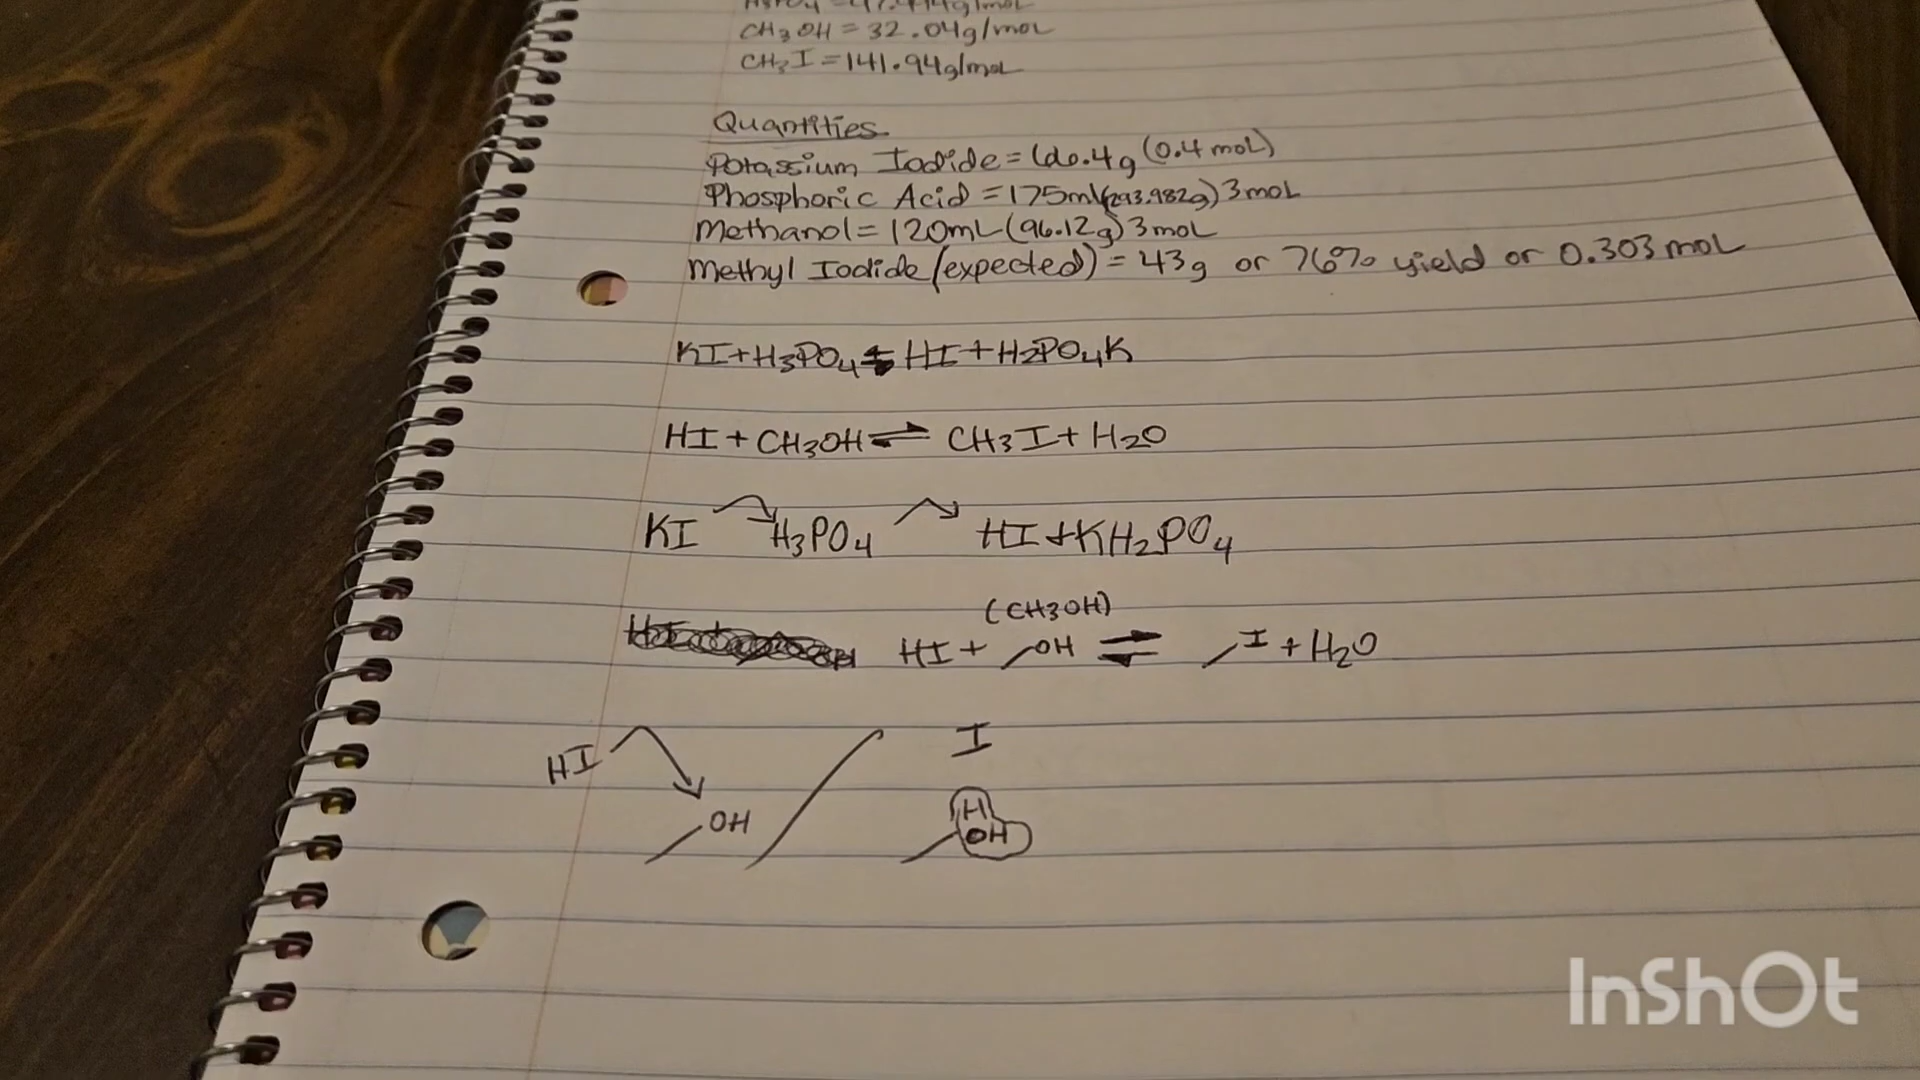 CH3OH = 32.04g/mol
CH3I = 141.94g/mol
Quantities
Potassium Iodide = 66.4g (0.4 mol)
Phosphoric Acid = 175ml (293.982g) 3 mol
Methanol = 120mL (96.12g) 3 mol
Methyl Iodide (expected) = 43g or 76% yield or 0.303 mol
KI + H3PO4 ⇆ HI + H2PO4K
HI + CH3OH ⇌ CH3I + H2O
KI H3PO4 HI + KH2PO4
(CH3OH)
HI + OH ⇌ I + H2O
HI
OH
I
H
OH
InShOt